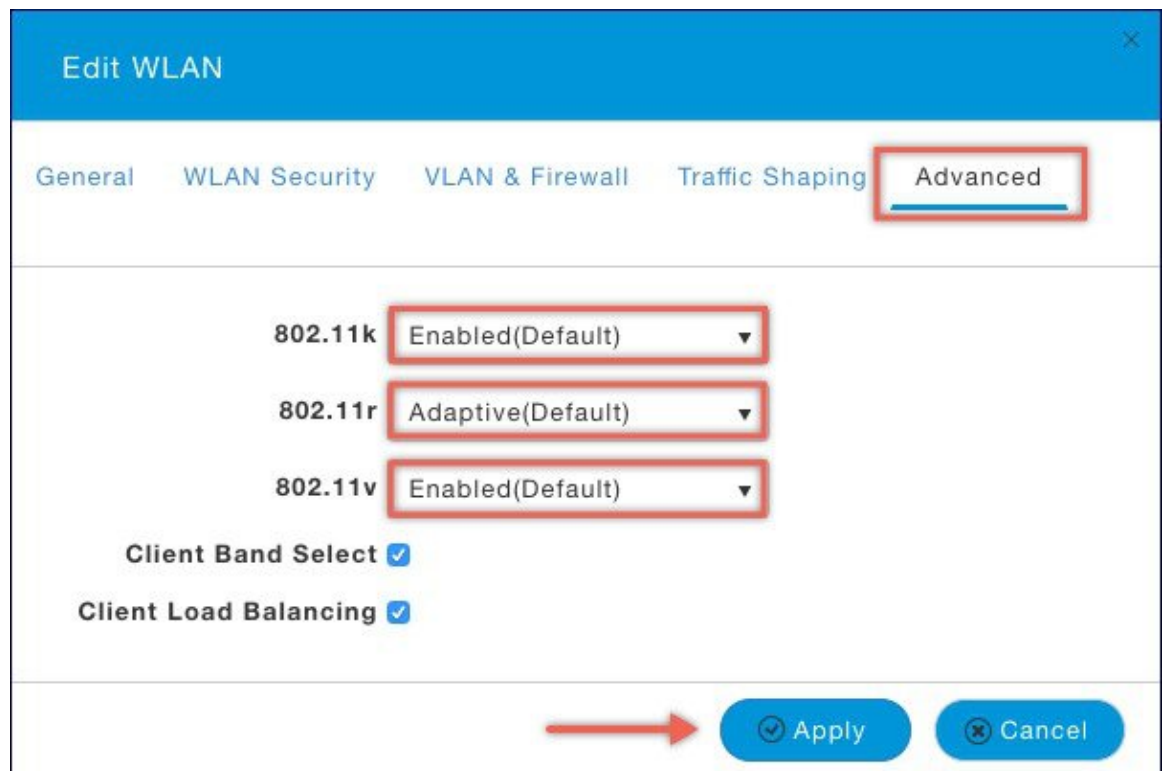 Edit WLAN
General WLAN Security VLAN & Firewall Traffic Shaping Advanced
802.11k Enabled(Default)
802.11r Adaptive(Default)
802.11v Enabled(Default)
Client Band Select
Client Load Balancing
Apply Cancel